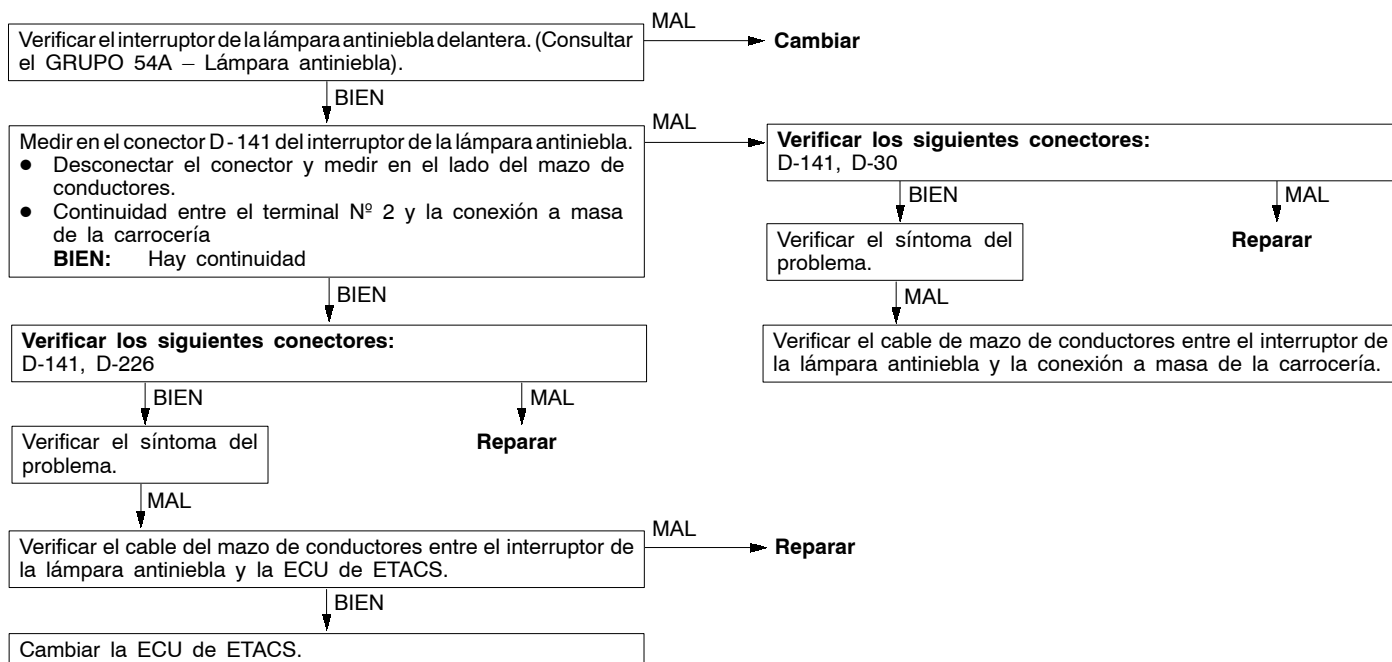 Verificar el interruptor de la lámpara antiniebla delantera. (Consultar
el GRUPO 54A – Lámpara antiniebla).
MAL
Cambiar
BIEN
Medir en el conector D-141 del interruptor de la lámpara antiniebla.
● Desconectar el conector y medir en el lado del mazo de
conductores.
● Continuidad entre el terminal Nº 2 y la conexión a masa
de la carrocería
BIEN: Hay continuidad
MAL
Verificar los siguientes conectores:
D-141, D-30
BIEN
MAL
Verificar el síntoma del
problema.
Reparar
MAL
Verificar el cable de mazo de conductores entre el interruptor de
la lámpara antiniebla y la conexión a masa de la carrocería.
BIEN
Verificar los siguientes conectores:
D-141, D-226
BIEN
MAL
Verificar el síntoma del
problema.
Reparar
MAL
Verificar el cable del mazo de conductores entre el interruptor de
la lámpara antiniebla y la ECU de ETACS.
MAL
Reparar
BIEN
Cambiar la ECU de ETACS.